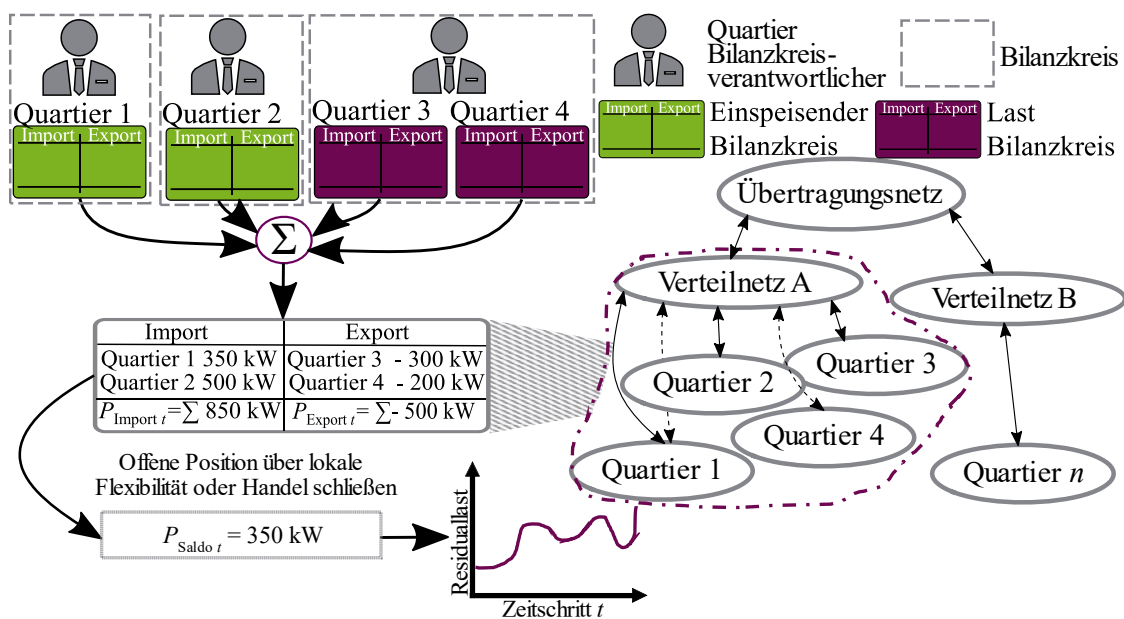 Quartier 1
Import Export
Quartier 2
Import Export
Quartier 3
Import Export
Quartier 4
Import Export
Quartier
Bilanzkreis-
verantwortlicher
Bilanzkreis
Import Export
Einspeisender
Bilanzkreis
Import Export
Last
Bilanzkreis
Σ
Import Export
Quartier 1 350 kW Quartier 3 - 300 kW
Quartier 2 500 kW Quartier 4 - 200 kW
P Import t = ∑ 850 kW P Export t = ∑ - 500 kW
Offene Position über lokale
Flexibilität oder Handel schließen
P Saldo t = 350 kW
Residuallast
Zeitschritt t
Übertragungsnetz
Verteilnetz A
Verteilnetz B
Quartier 3
Quartier 2
Quartier 4
Quartier 1
Quartier n